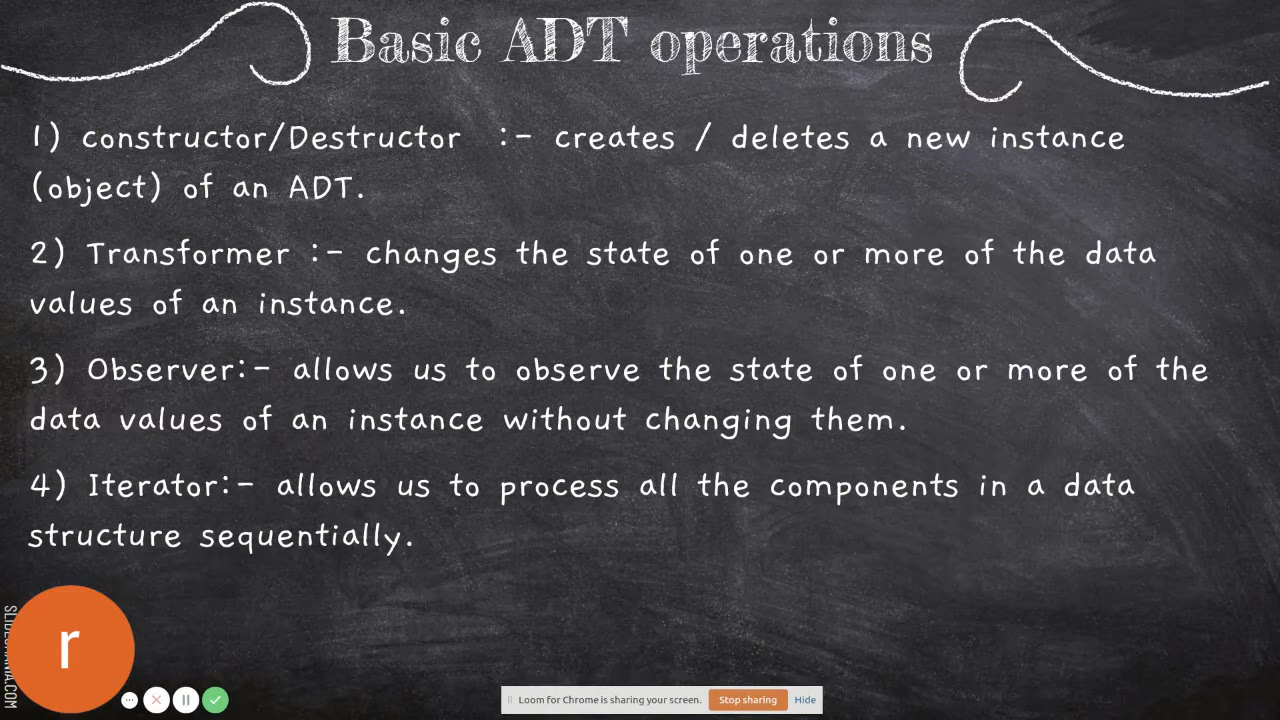 Basic ADT operations
1) constructor/Destructor :- creates / deletes a new instance
(object) of an ADT.
2) Transformer :- changes the state of one or more of the data
values of an instance.
3) Observer:- allows us to observe the state of one or more of the
data values of an instance without changing them.
4) Iterator:- allows us to process all the components in a data
structure sequentially.
r
Loom for Chrome is sharing your screen. Stop sharing Hide